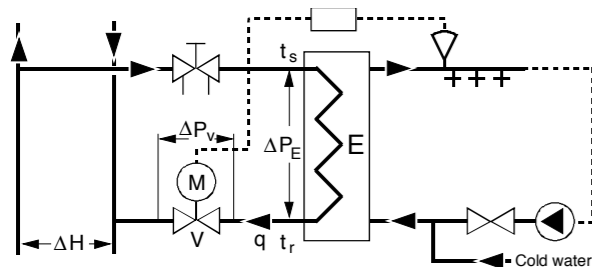 t_s
ΔP_v
ΔP_E
E
M
V
q
t_r
ΔH
Cold water